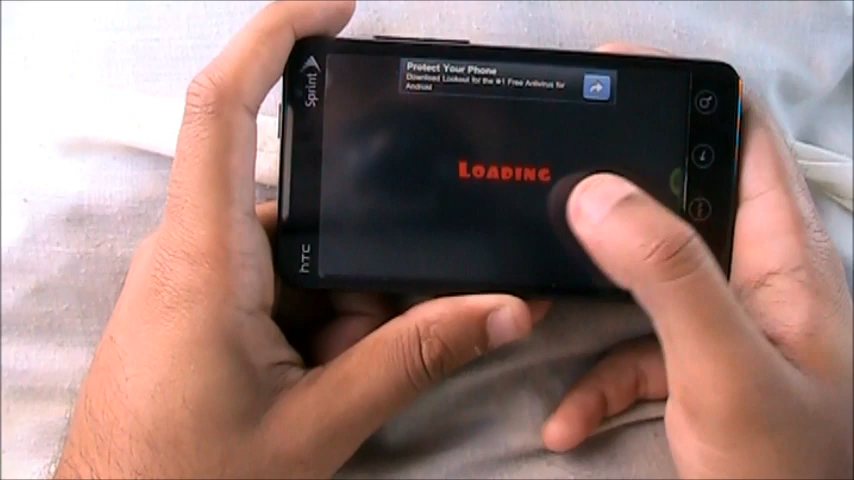 Protect Your Phone
Download Lookout for the #1 Free Antivirus for
Android
Sprint
LOADING
hTC